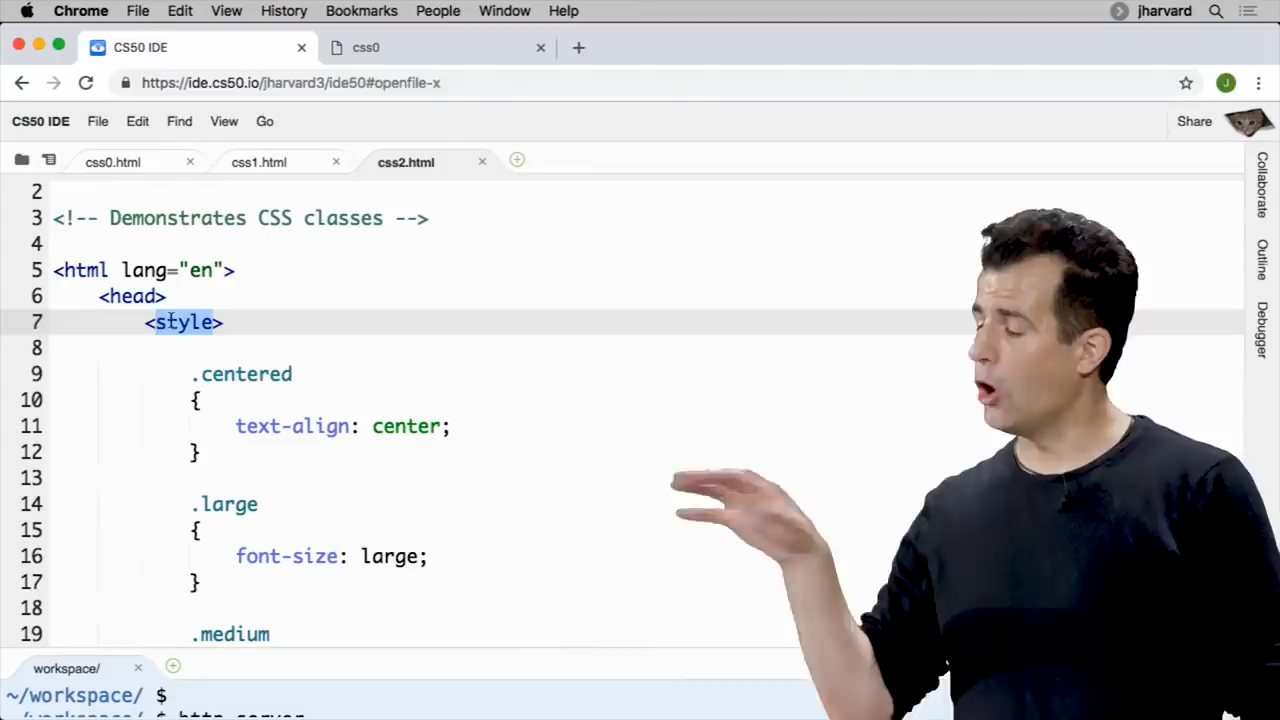 Chrome File Edit View History Bookmarks People Window Help jharvard
CS50 IDE css0
https://ide.cs50.io/jharvard3/ide50#openfile-x J
CS50 IDE File Edit Find View Go Share
css0.html css1.html css2.html
Collaborate
Outline
Debugger
2
3 <!-- Demonstrates CSS classes -->
4
5 <html lang="en">
6 <head>
7 <style>
8
9 .centered
10 {
11 text-align: center;
12 }
13
14 .large
15 {
16 font-size: large;
17 }
18
19 .medium
workspace/
~/workspace/ $
~/workspace/ $ http-server